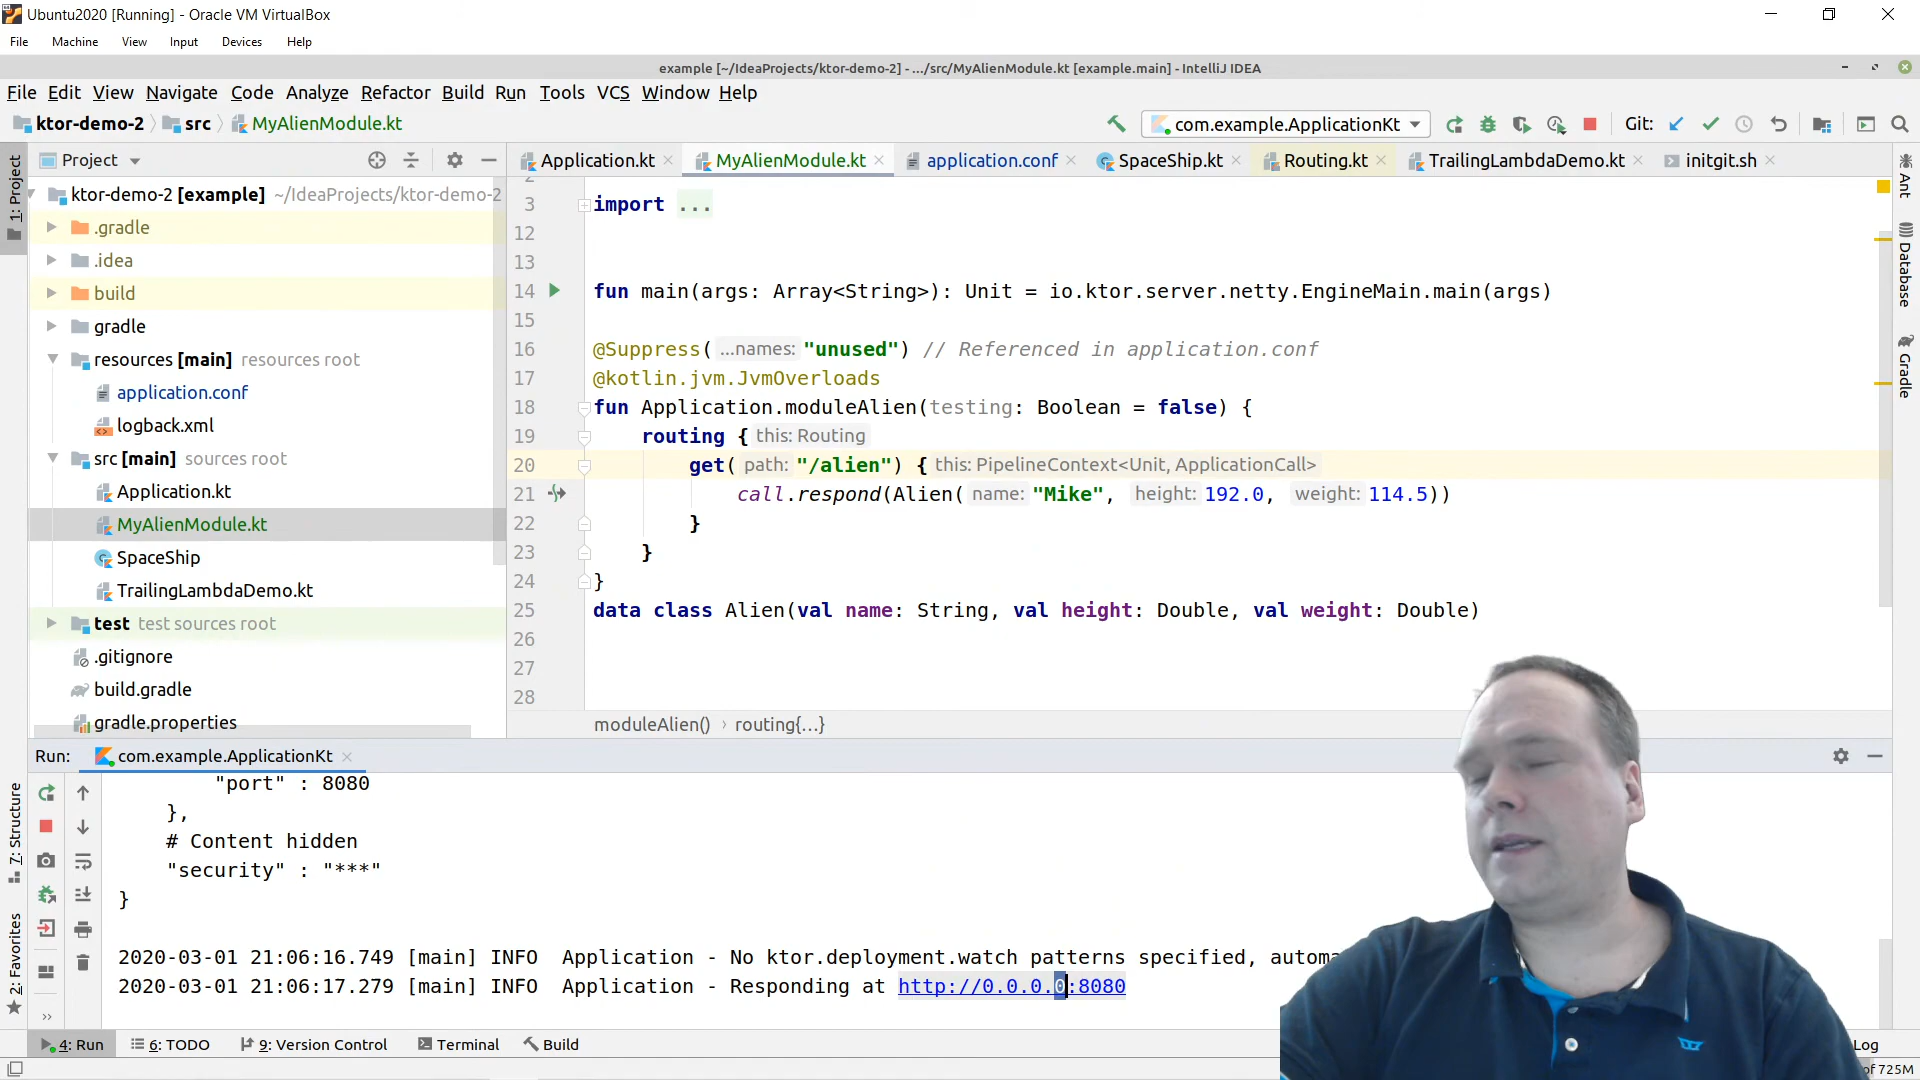 Ubuntu2020 [Running] - Oracle VM VirtualBox
File Machine View Input Devices Help
example [~/IdeaProjects/ktor-demo-2] - .../src/MyAlienModule.kt [example.main] - IntelliJ IDEA
File Edit View Navigate Code Analyze Refactor Build Run Tools VCS Window Help
ktor-demo-2 src MyAlienModule.kt com.example.ApplicationKt Git:
Project
Application.kt MyAlienModule.kt application.conf SpaceShip.kt Routing.kt TrailingLambdaDemo.kt initgit.sh
1: Project
7: Structure
2: Favorites
Ant
Database
Gradle
ktor-demo-2 [example] ~/IdeaProjects/ktor-demo-2
.gradle
.idea
build
gradle
resources [main] resources root
application.conf
logback.xml
src [main] sources root
Application.kt
MyAlienModule.kt
SpaceShip
TrailingLambdaDemo.kt
test test sources root
.gitignore
build.gradle
gradle.properties
2
3 import ...
12
13
14 fun main(args: Array<String>): Unit = io.ktor.server.netty.EngineMain.main(args)
15
16 @Suppress( ...names: "unused") // Referenced in application.conf
17 @kotlin.jvm.JvmOverloads
18 fun Application.moduleAlien(testing: Boolean = false) {
19 routing { this: Routing
20 get( path: "/alien") { this: PipelineContext<Unit, ApplicationCall>
21 call.respond(Alien( name: "Mike", height: 192.0, weight: 114.5))
22 }
23 }
24 }
25 data class Alien(val name: String, val height: Double, val weight: Double)
26
27
28
moduleAlien() › routing{...}
Run: com.example.ApplicationKt
"port" : 8080
},
# Content hidden
"security" : "***"
}
2020-03-01 21:06:16.749 [main] INFO Application - No ktor.deployment.watch patterns specified, automa
2020-03-01 21:06:17.279 [main] INFO Application - Responding at http://0.0.0.0:8080
4: Run 6: TODO 9: Version Control Terminal Build Log
of 725M